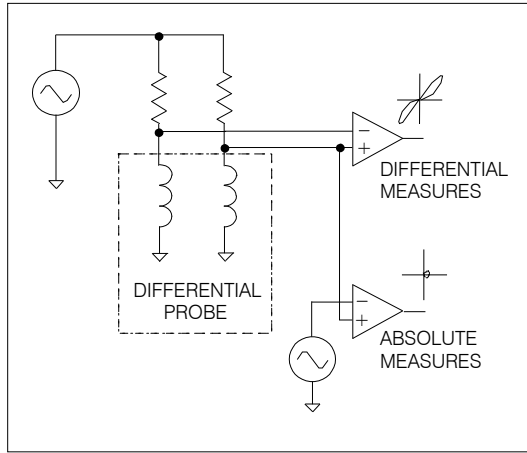 DIFFERENTIAL
MEASURES
DIFFERENTIAL
PROBE
ABSOLUTE
MEASURES